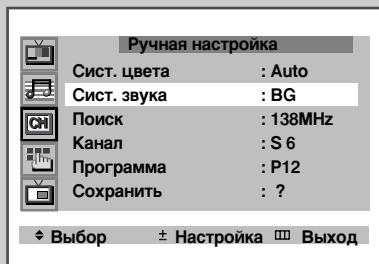 Ручная настройка
Сист. цвета : Auto
Сист. звука : BG
Поиск : 138MHz
CH
Канал : S 6
Программа : P12
Сохранить : ?
Выбор ± Настройка Выход